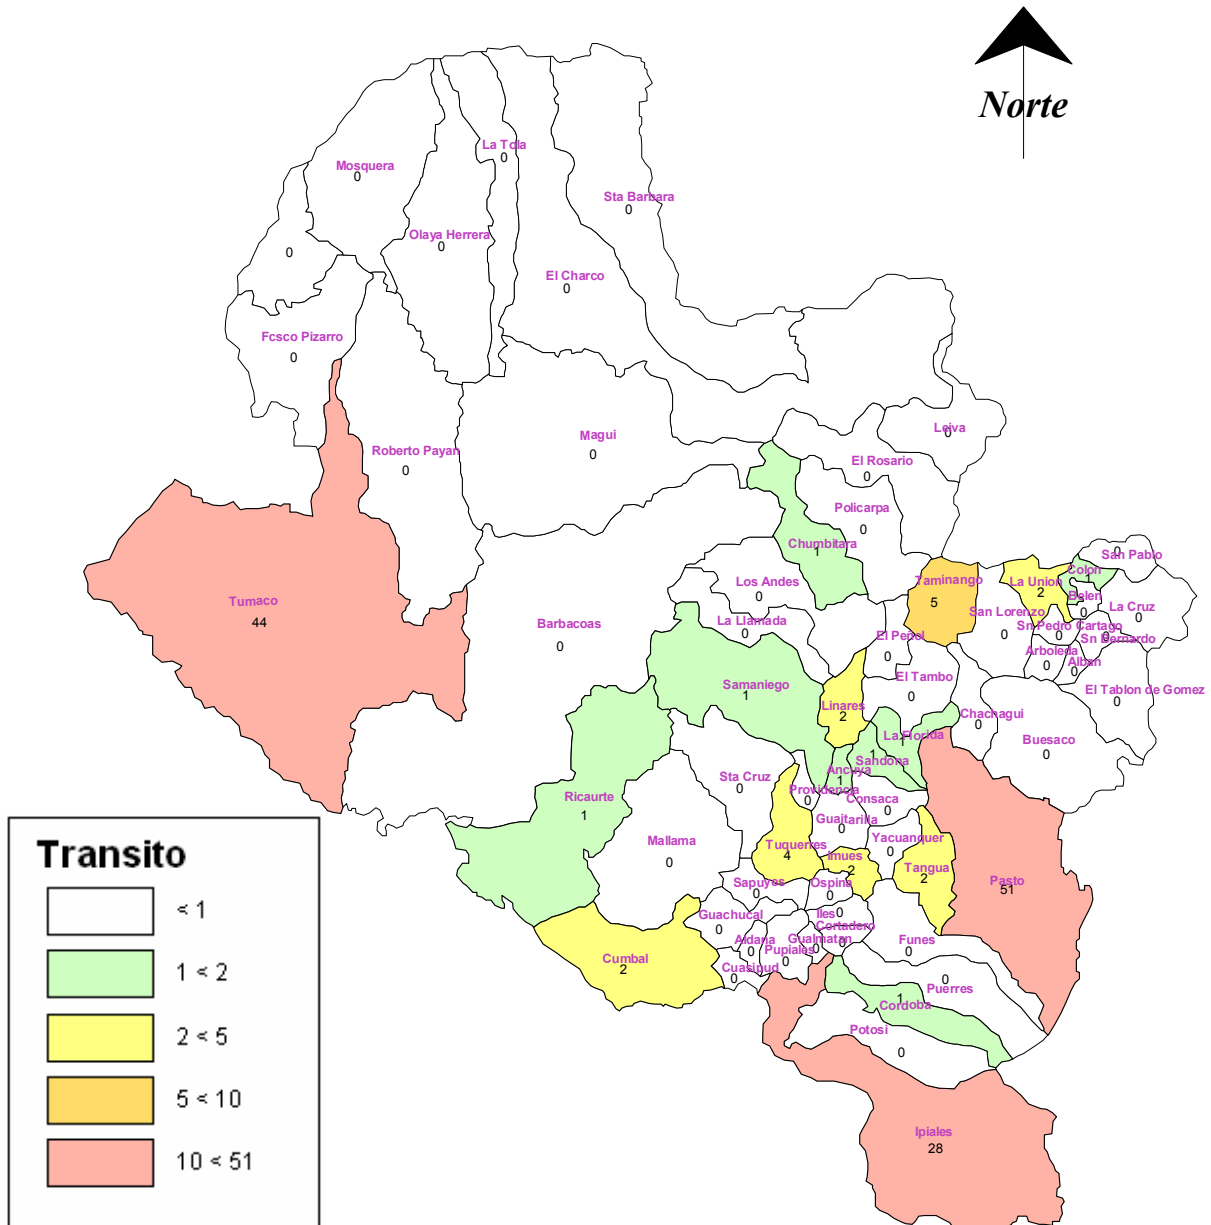 Norte
La Tola
0
Mosquera
0
Sta Barbara
0
Olaya Herrera
0
0
El Charco
0
Fcsco Pizarro
0
Leiva
0
Magui
0
Roberto Payan
0
El Rosario
0
Policarpa
0
Chumbitara
1
San Pablo
0
Colon
1
Taminango
5
La Union
2
Los Andes
0
Belen
0
Tumaco
44
La Cruz
0
San Lorenzo
0
Barbacoas
0
La Llamada
0
Sn Pedro Cartago
0
El Peñol
0
Sn Bernardo
0
Arboleda
0
Alban
0
El Tambo
0
Samaniego
1
El Tablon de Gomez
0
Linares
2
Chachagui
0
La Florida
1
Buesaco
0
Sandona
1
Ancuya
1
Sta Cruz
0
Providencia
0
Ricaurte
1
Consaca
0
Guaitarilla
0
Yacuanquer
0
Mallama
0
Tuquerres
4
Imues
2
Tangua
2
Pasto
51
Sapuyes
0
Ospina
0
Guachucal
0
Iles
0
Cortadero
Aldana
0
Gualmatan
0
Pupiales
0
Funes
0
Cumbal
2
Cuasipud
0
0
Puerres
1
Cordoba
Potosi
0
Ipiales
28
Transito
< 1
1 < 2
2 < 5
5 < 10
10 < 51